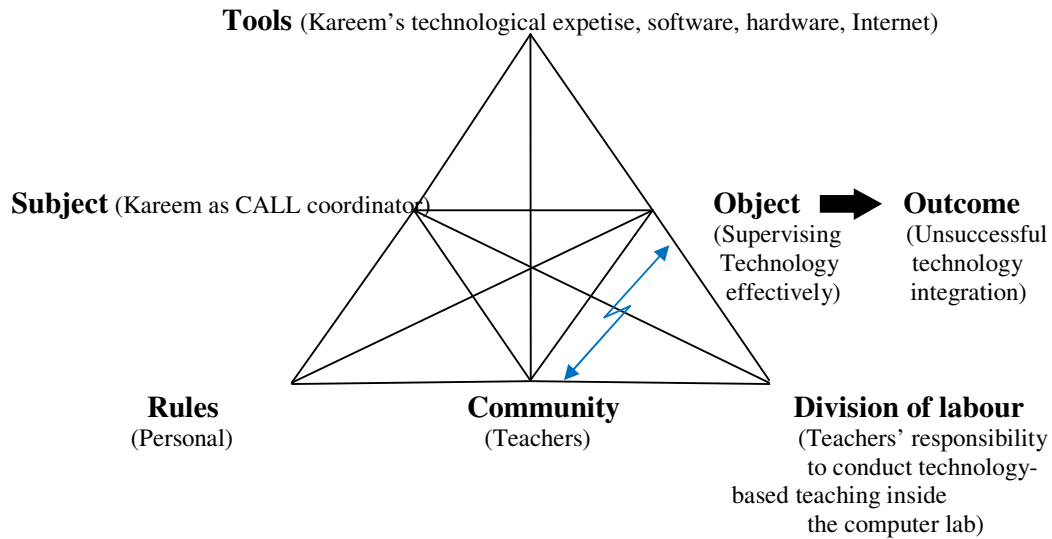 Tools (Kareem's technological expetise, software, hardware, Internet)
Subject (Kareem as CALL coordinator)
Object
(Supervising
Technology
effectively)
Outcome
(Unsuccessful
technology
integration)
Rules
(Personal)
Community
(Teachers)
Division of labour
(Teachers' responsibility
to conduct technology-
based teaching inside
the computer lab)